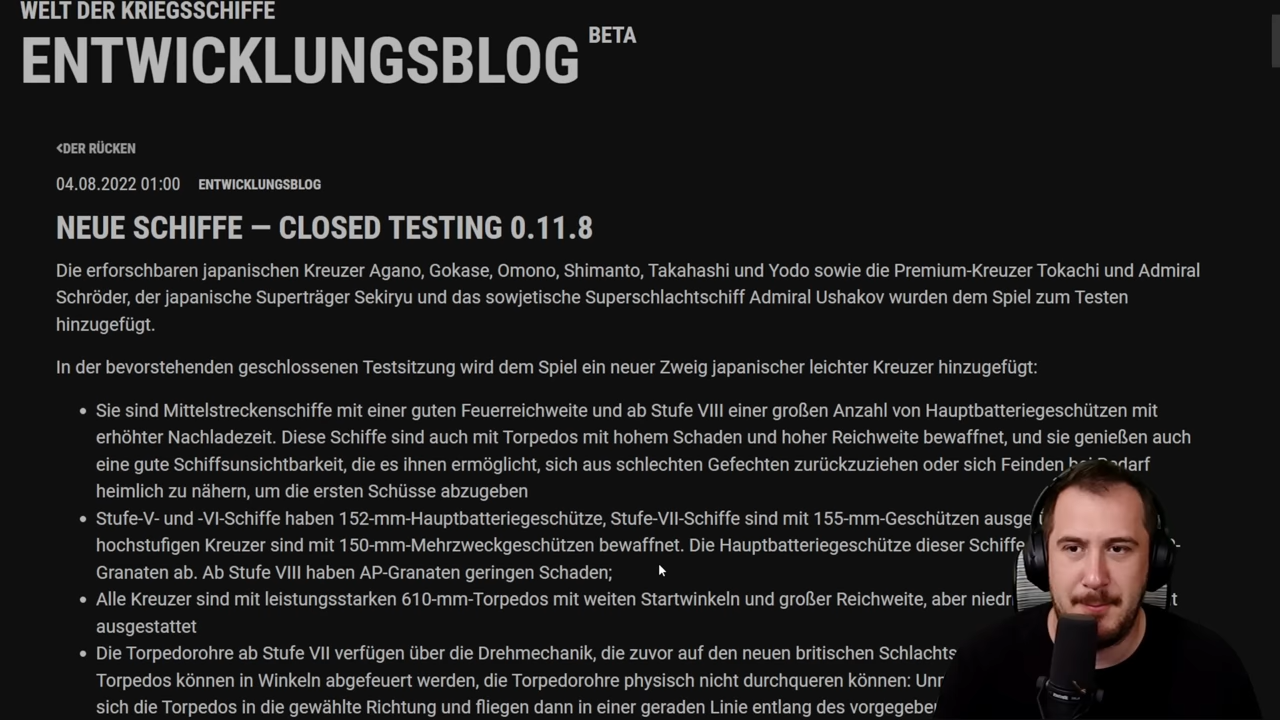 WELT DER KRIEGSSCHIFFE
ENTWICKLUNGSBLOG BETA
<DER RÜCKEN
04.08.2022 01:00 ENTWICKLUNGSBLOG
NEUE SCHIFFE — CLOSED TESTING 0.11.8
Die erforschbaren japanischen Kreuzer Agano, Gokase, Omono, Shimanto, Takahashi und Yodo sowie die Premium-Kreuzer Tokachi und Admiral
Schröder, der japanische Superträger Sekiryu und das sowjetische Superschlachtschiff Admiral Ushakov wurden dem Spiel zum Testen
hinzugefügt.
In der bevorstehenden geschlossenen Testsitzung wird dem Spiel ein neuer Zweig japanischer leichter Kreuzer hinzugefügt:
• Sie sind Mittelstreckenschiffe mit einer guten Feuerreichweite und ab Stufe VIII einer großen Anzahl von Hauptbatteriegeschützen mit
erhöhter Nachladezeit. Diese Schiffe sind auch mit Torpedos mit hohem Schaden und hoher Reichweite bewaffnet, und sie genießen auch
eine gute Schiffsunsichtbarkeit, die es ihnen ermöglicht, sich aus schlechten Gefechten zurückzuziehen oder sich Feinden bei Bedarf
heimlich zu nähern, um die ersten Schüsse abzugeben
• Stufe-V- und -VI-Schiffe haben 152-mm-Hauptbatteriegeschütze, Stufe-VII-Schiffe sind mit 155-mm-Geschützen
hochstufigen Kreuzer sind mit 150-mm-Mehrzweckgeschützen bewaffnet. Die Hauptbatteriegeschütze dieser Schiffe
Granaten ab. Ab Stufe VIII haben AP-Granaten geringen Schaden;
• Alle Kreuzer sind mit leistungsstarken 610-mm-Torpedos mit weiten Startwinkeln und großer Reichweite, aber
ausgestattet
• Die Torpedorohre ab Stufe VII verfügen über die Drehmechanik, die zuvor auf den neuen britischen
Torpedos können in Winkeln abgefeuert werden, die Torpedorohre physisch nicht durchqueren können:
sich die Torpedos in die gewählte Richtung und fliegen dann in einer geraden Linie entlang des